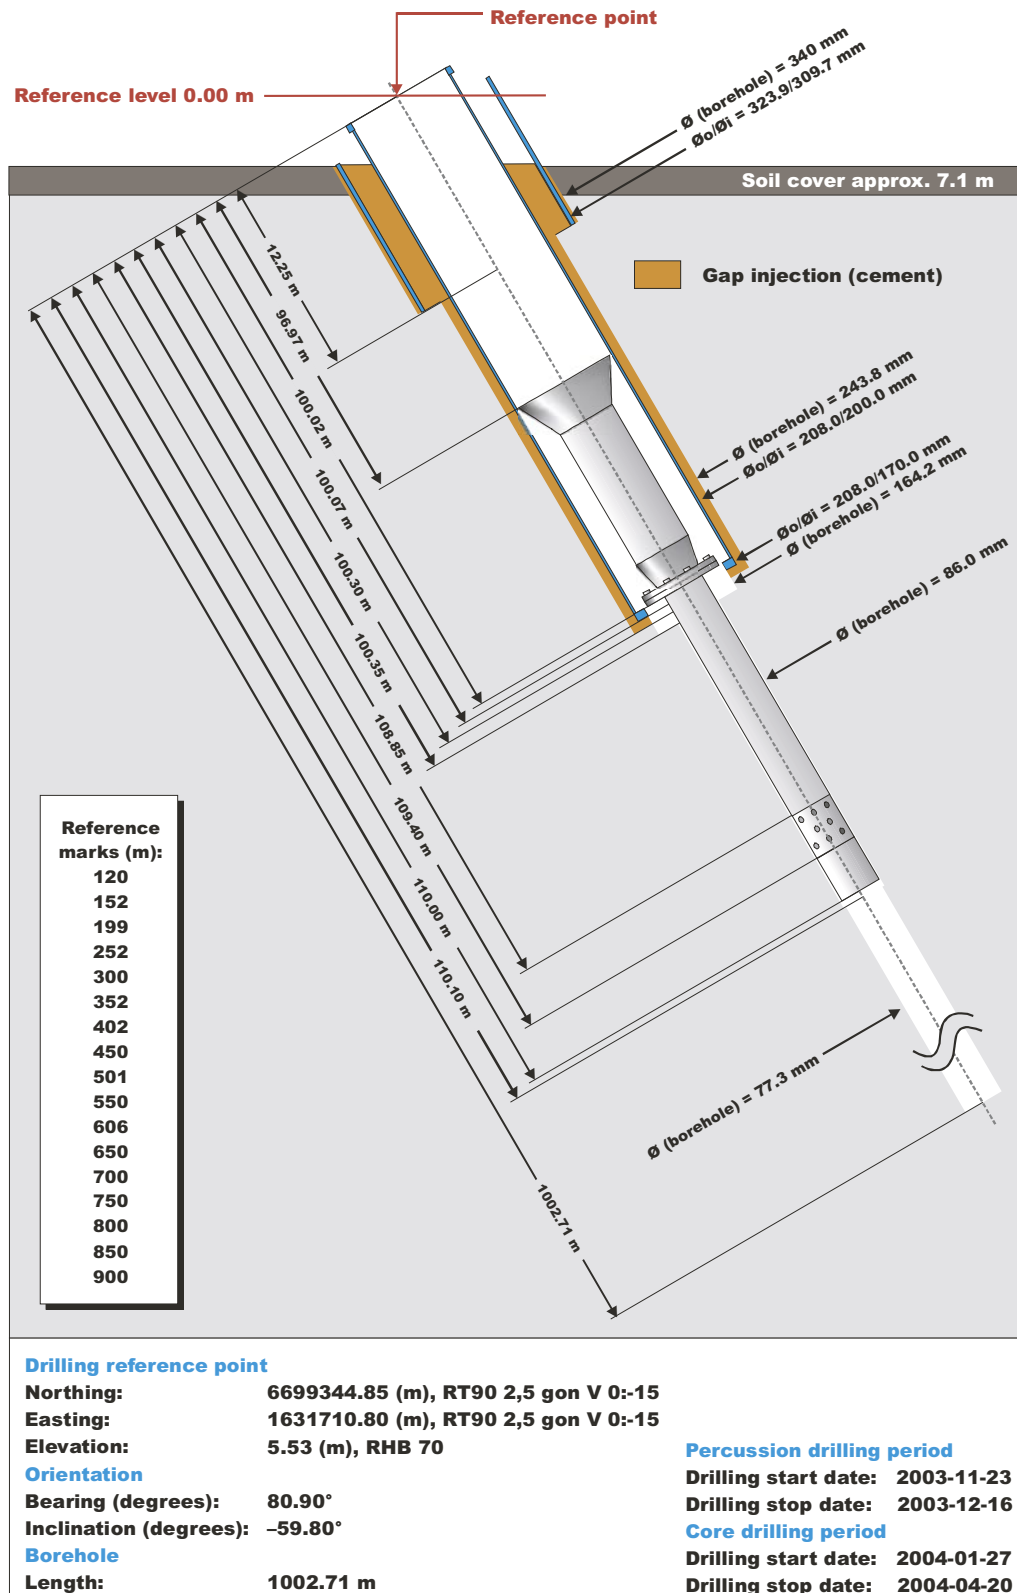 Reference point
Reference level 0.00 m
Ø (borehole) = 340 mm
Øo/Øi = 323.9/309.7 mm
Soil cover approx. 7.1 m
Gap injection (cement)
12.25 m
96.97 m
100.02 m
100.07 m
100.30 m
100.35 m
108.85 m
109.40 m
110.00 m
110.10 m
1002.71 m
Ø (borehole) = 243.8 mm
Øo/Øi = 208.0/200.0 mm
Øo/Øi = 208.0/170.0 mm
Ø (borehole) = 164.2 mm
Ø (borehole) = 86.0 mm
Ø (borehole) = 77.3 mm
Reference
marks (m):
120
152
199
252
300
352
402
450
501
550
606
650
700
750
800
850
900
Drilling reference point
Northing: 6699344.85 (m), RT90 2,5 gon V 0:-15
Easting: 1631710.80 (m), RT90 2,5 gon V 0:-15
Elevation: 5.53 (m), RHB 70
Orientation
Bearing (degrees): 80.90°
Inclination (degrees): –59.80°
Borehole
Length: 1002.71 m
Percussion drilling period
Drilling start date: 2003-11-23
Drilling stop date: 2003-12-16
Core drilling period
Drilling start date: 2004-01-27
Drilling stop date: 2004-04-20